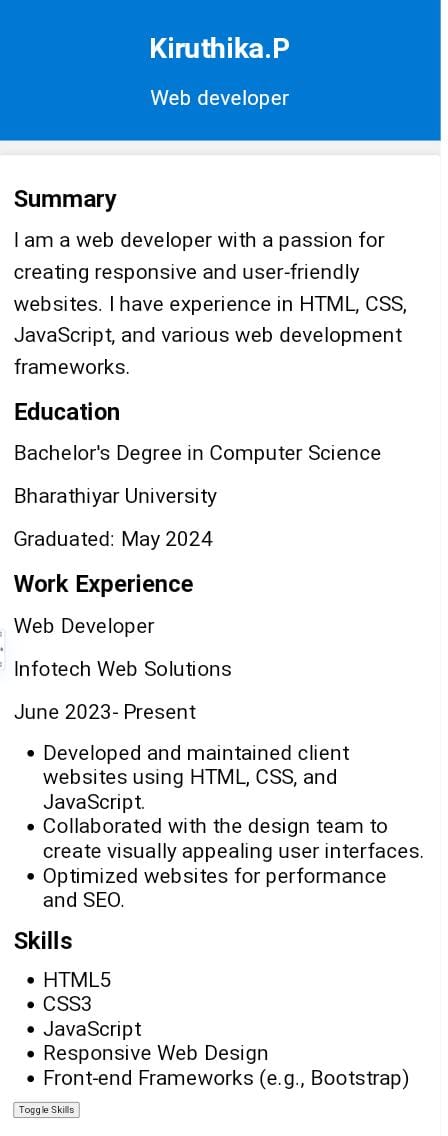 Kiruthika.P
Web developer
Summary
I am a web developer with a passion for
creating responsive and user-friendly
websites. I have experience in HTML, CSS,
JavaScript, and various web development
frameworks.
Education
Bachelor's Degree in Computer Science
Bharathiyar University
Graduated: May 2024
Work Experience
Web Developer
Infotech Web Solutions
June 2023- Present
• Developed and maintained client
websites using HTML, CSS, and
JavaScript.
• Collaborated with the design team to
create visually appealing user interfaces.
• Optimized websites for performance
and SEO.
Skills
• HTML5
• CSS3
• JavaScript
• Responsive Web Design
• Front-end Frameworks (e.g., Bootstrap)
Toggle Skills